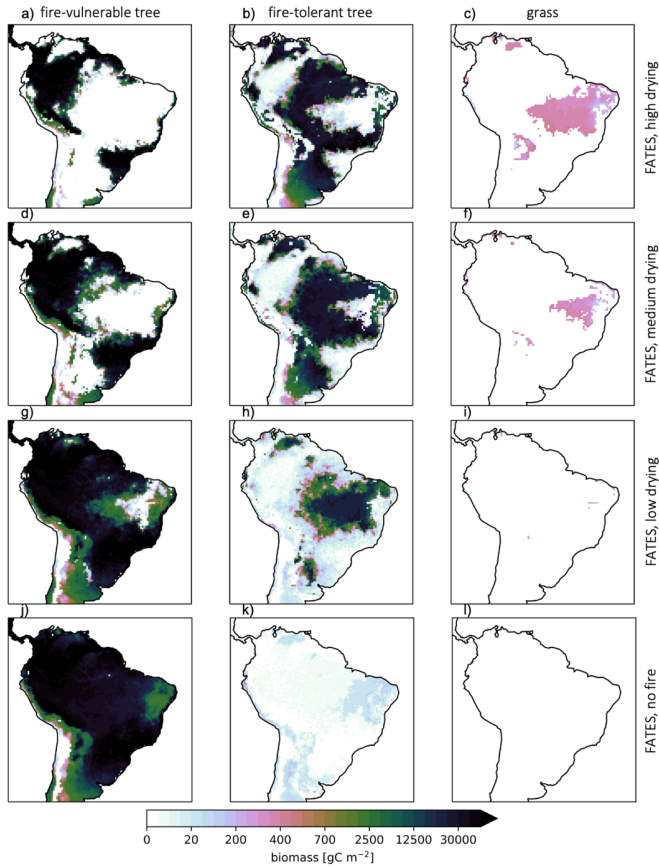 a) fire-vulnerable tree b) fire-tolerant tree c) grass
FATES, high drying
d) e) f)
FATES, medium drying
g) h) i)
FATES, low drying
j) k) l)
FATES, no fire
0 20 200 400 700 2500 12500 30000
biomass [gC m⁻²]